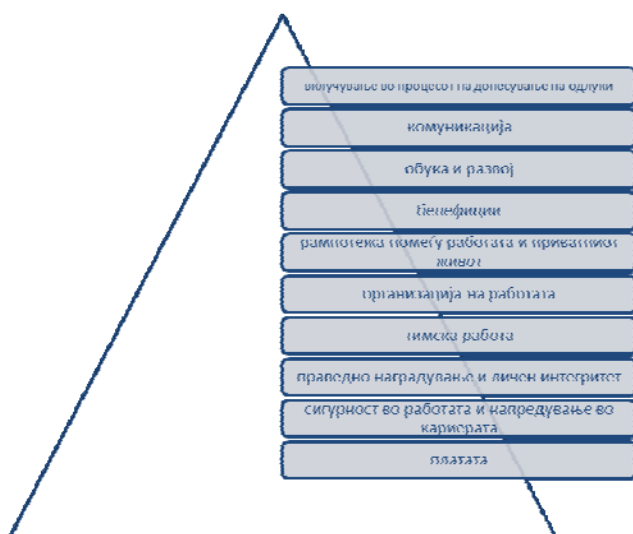 вклучување во процесот на донесување на одлуки
комуникација
обука и развој
бенефиции
рамнотежа помеѓу работата и приватниот
живот
организација на работата
тимска работа
праведно наградување и личен интегритет
сигурност во работата и напредување во
кариерата
платата